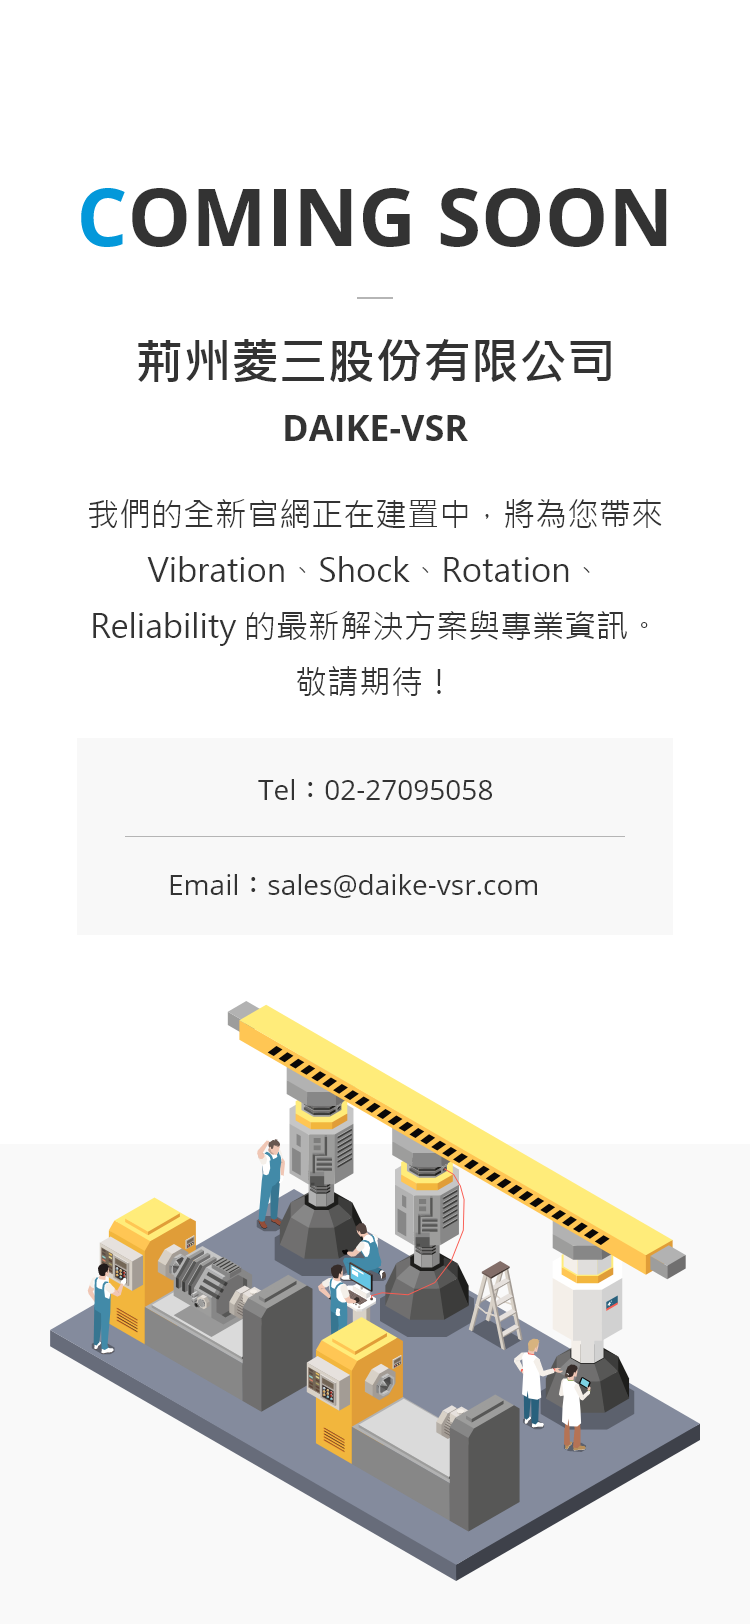 COMING SOON
荊州菱三股份有限公司
DAIKE-VSR
我們的全新官網正在建置中，將為您帶來
Vibration、Shock、Rotation、
Reliability 的最新解決方案與專業資訊。
敬請期待！
Tel：02-27095058
Email：sales@daike-vsr.com